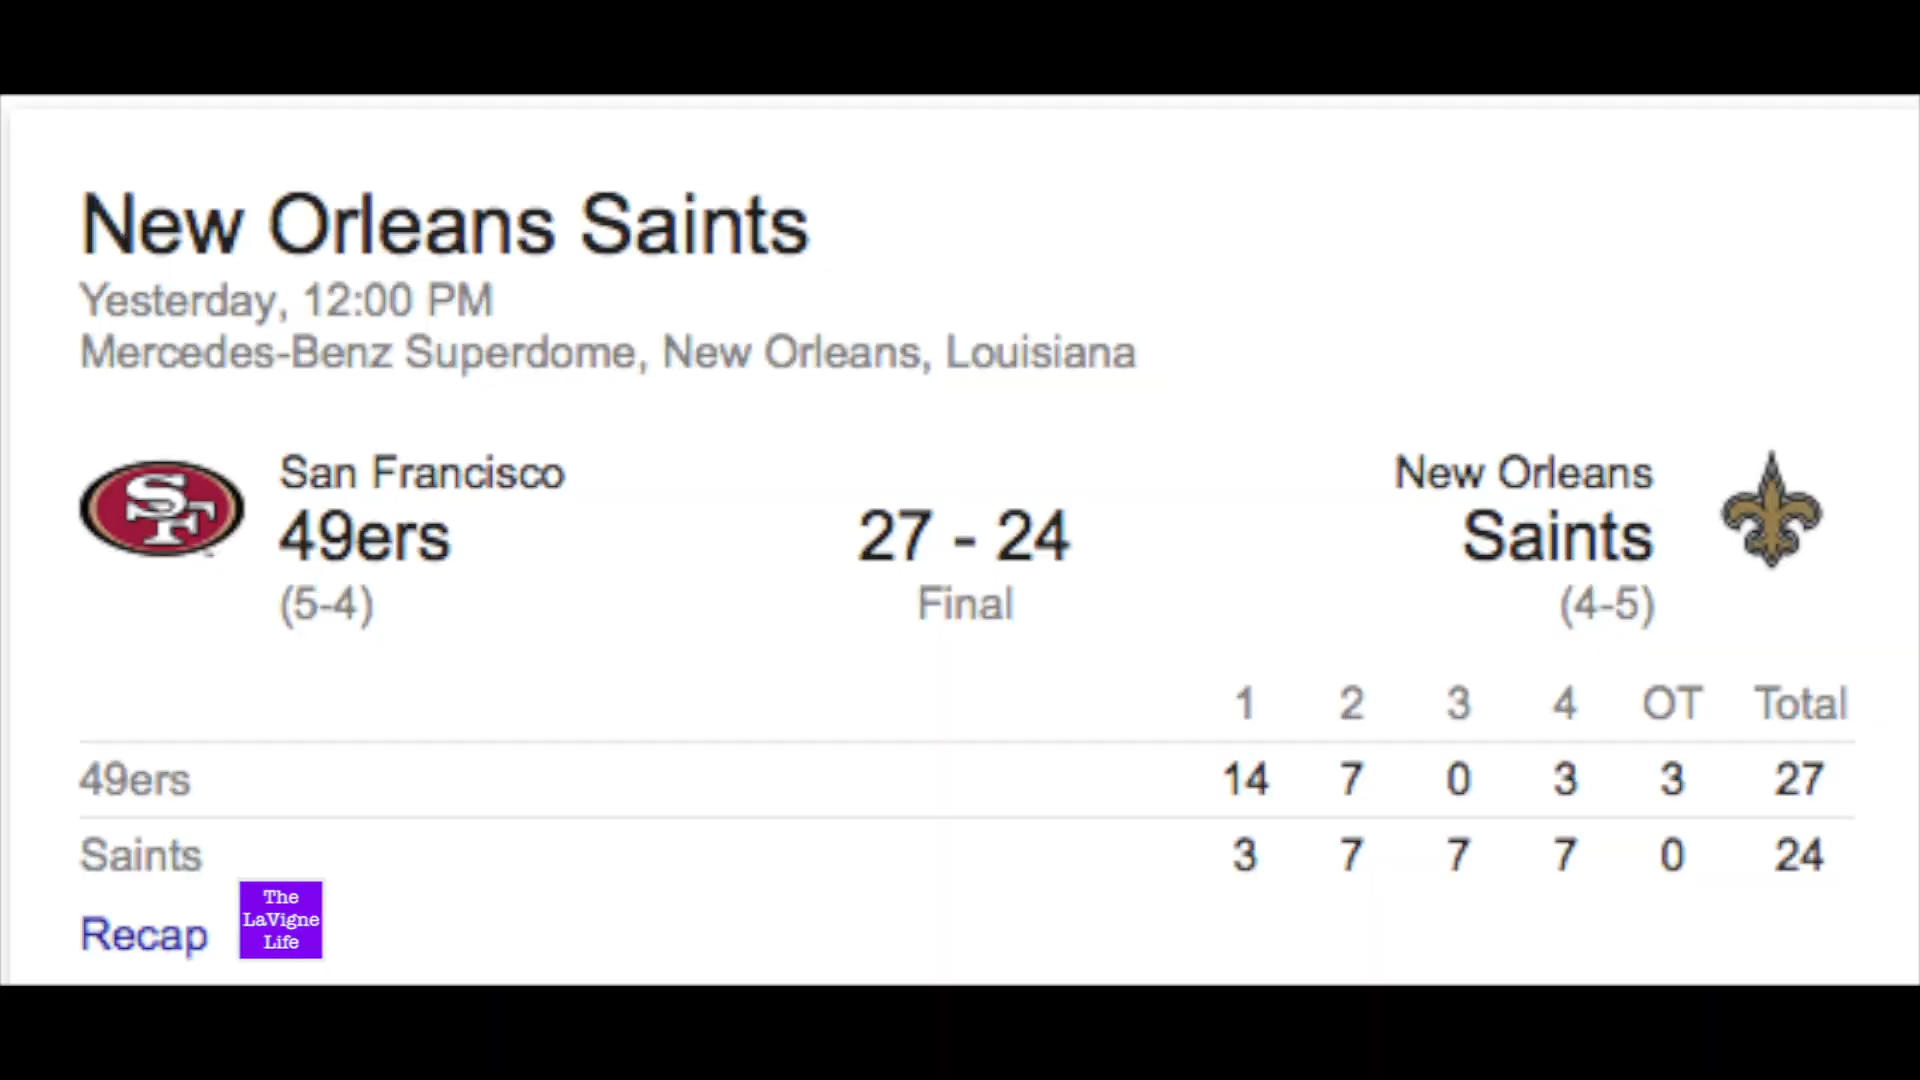 New Orleans Saints
Yesterday, 12:00 PM
Mercedes-Benz Superdome, New Orleans, Louisiana
SF
San Francisco
49ers
(5-4)
27 - 24
Final
New Orleans
Saints
(4-5)
1 2 3 4 OT Total
49ers 14 7 0 3 3 27
Saints 3 7 7 7 0 24
Recap
The
LaVigne
Life